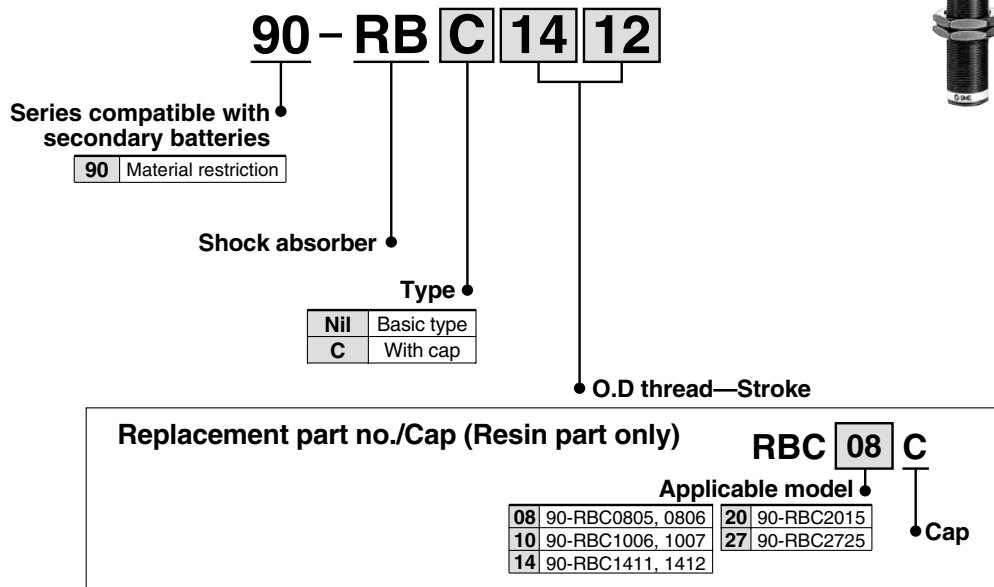 90-RB C 14 12
Series compatible with
secondary batteries
90 Material restriction
Shock absorber
Type
Nil Basic type
C With cap
O.D thread—Stroke
Replacement part no./Cap (Resin part only)
RBC 08 C
Applicable model
08 90-RBC0805, 0806
10 90-RBC1006, 1007
14 90-RBC1411, 1412
20 90-RBC2015
27 90-RBC2725
Cap
SMC